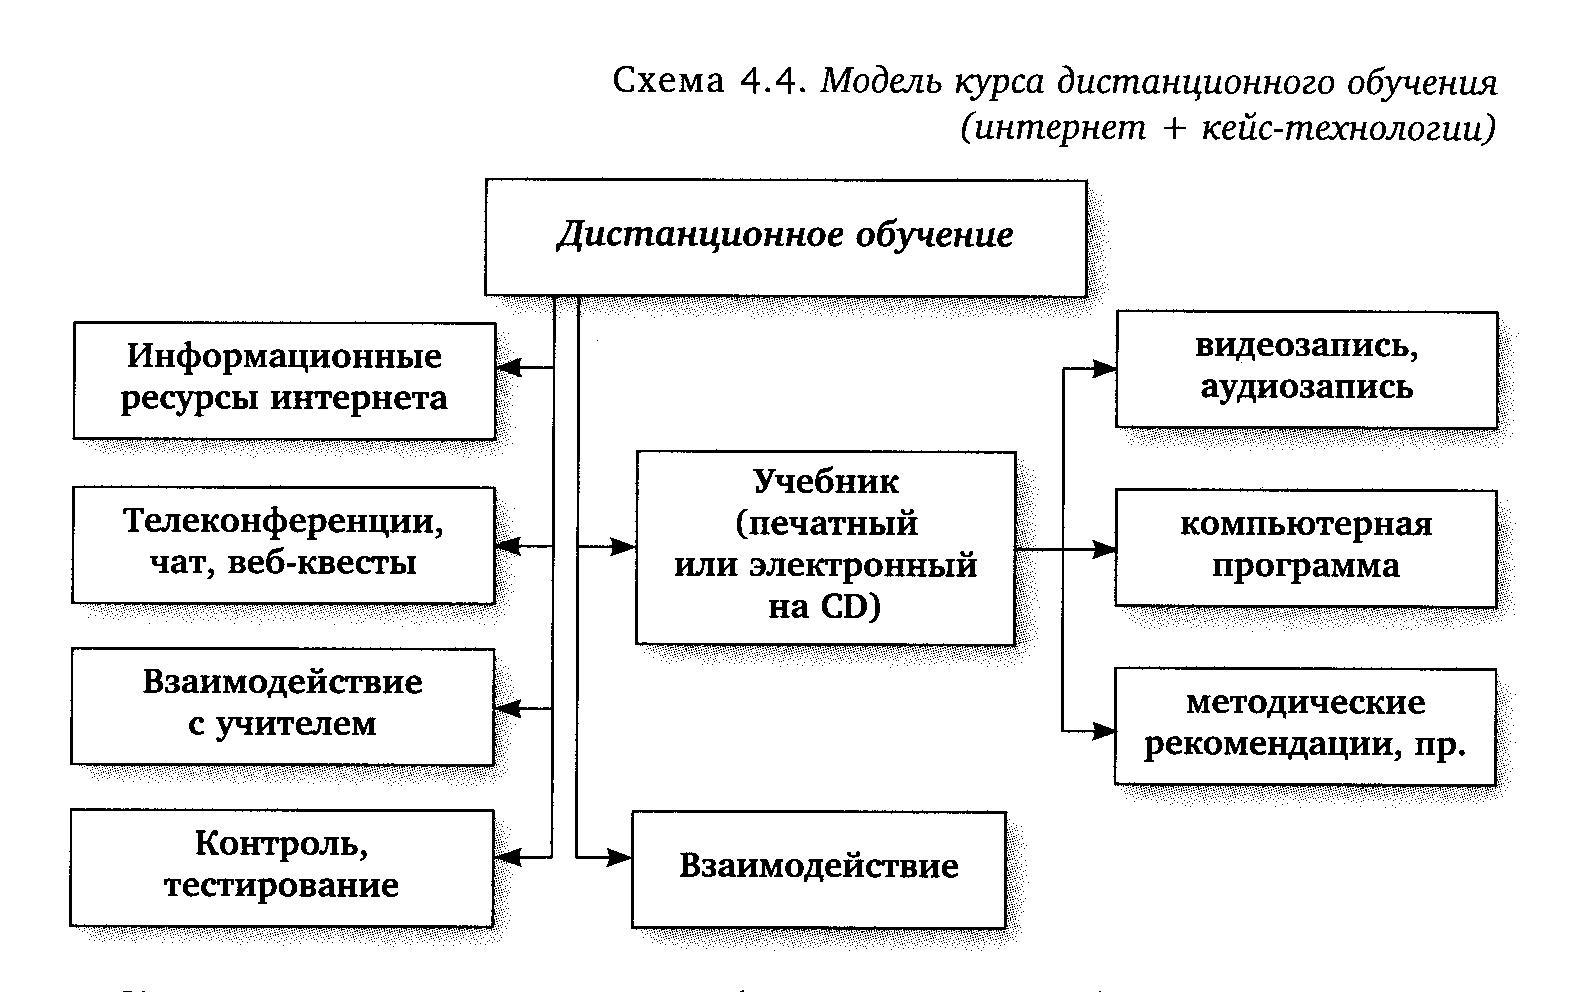 Схема 4.4. Модель курса дистанционного обучения
(интернет + кейс-технологии)
Дистанционное обучение
Информационные
ресурсы интернета
Телеконференции,
чат, веб-квесты
Взаимодействие
с учителем
Контроль,
тестирование
Учебник
(печатный
или электронный
на CD)
Взаимодействие
видеозапись,
аудиозапись
компьютерная
программа
методические
рекомендации, пр.